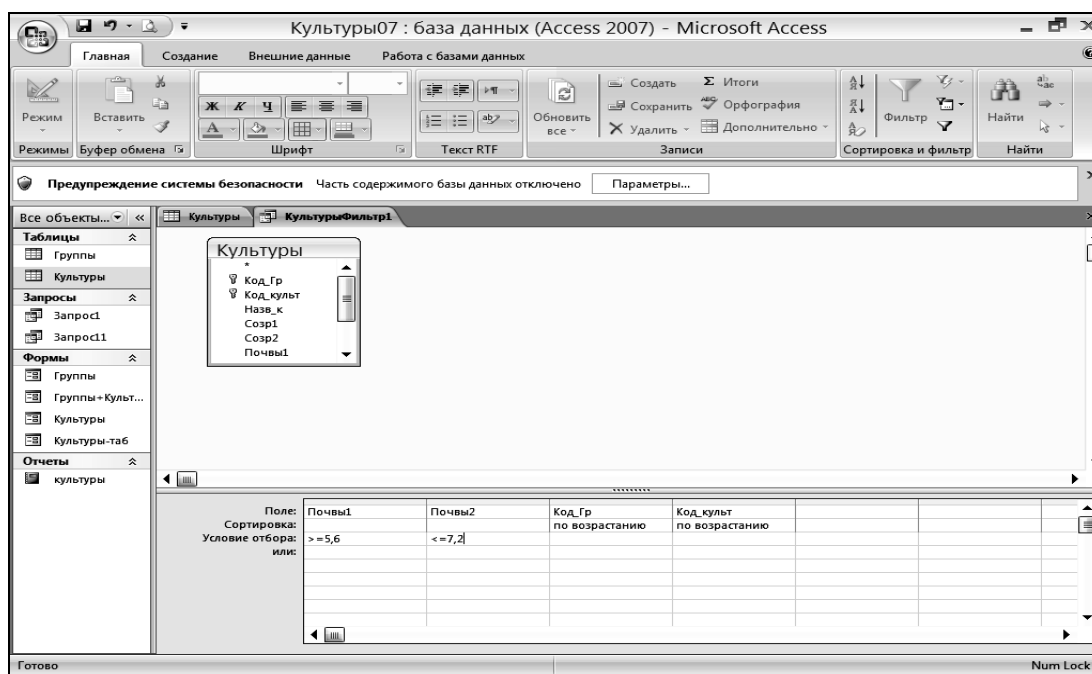 Культуры07 : база данных (Access 2007) - Microsoft Access
Главная Создание Внешние данные Работа с базами данных
Режим
Вставить
Ж К Ч
A
ab
Обновить все
Создать
Сохранить
Удалить
Σ Итоги
ABC Орфография
Дополнительно
А Я
Я А
А Я
Фильтр
Найти
ab ac
Режимы Буфер обмена Шрифт Текст RTF Записи Сортировка и фильтр Найти
Предупреждение системы безопасности Часть содержимого базы данных отключено Параметры...
Все объекты... «
Культуры КультурыФильтр1
Таблицы
Группы
Культуры
Запросы
Запрос1
Запрос11
Формы
Группы
Группы+Культ...
Культуры
Культуры-таб
Отчеты
культуры
Культуры
*
Код_Гр
Код_культ
Назв_к
Созр1
Созр2
Почвы1
Поле: Почвы1 Почвы2 Код_Гр Код_культ
Сортировка: по возрастанию по возрастанию
Условие отбора: >=5,6 <=7,2
или:
Готово Num Lock